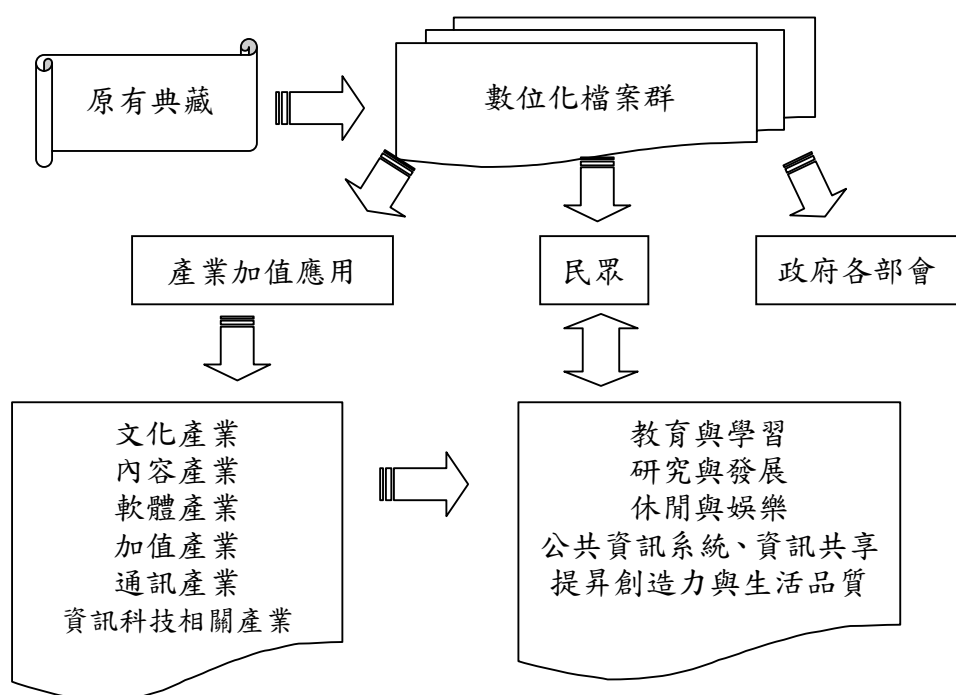 原有典藏
數位化檔案群
產業加值應用
民眾
政府各部會
文化產業
內容產業
軟體產業
加值產業
通訊產業
資訊科技相關產業
教育與學習
研究與發展
休閒與娛樂
公共資訊系統、資訊共享
提昇創造力與生活品質